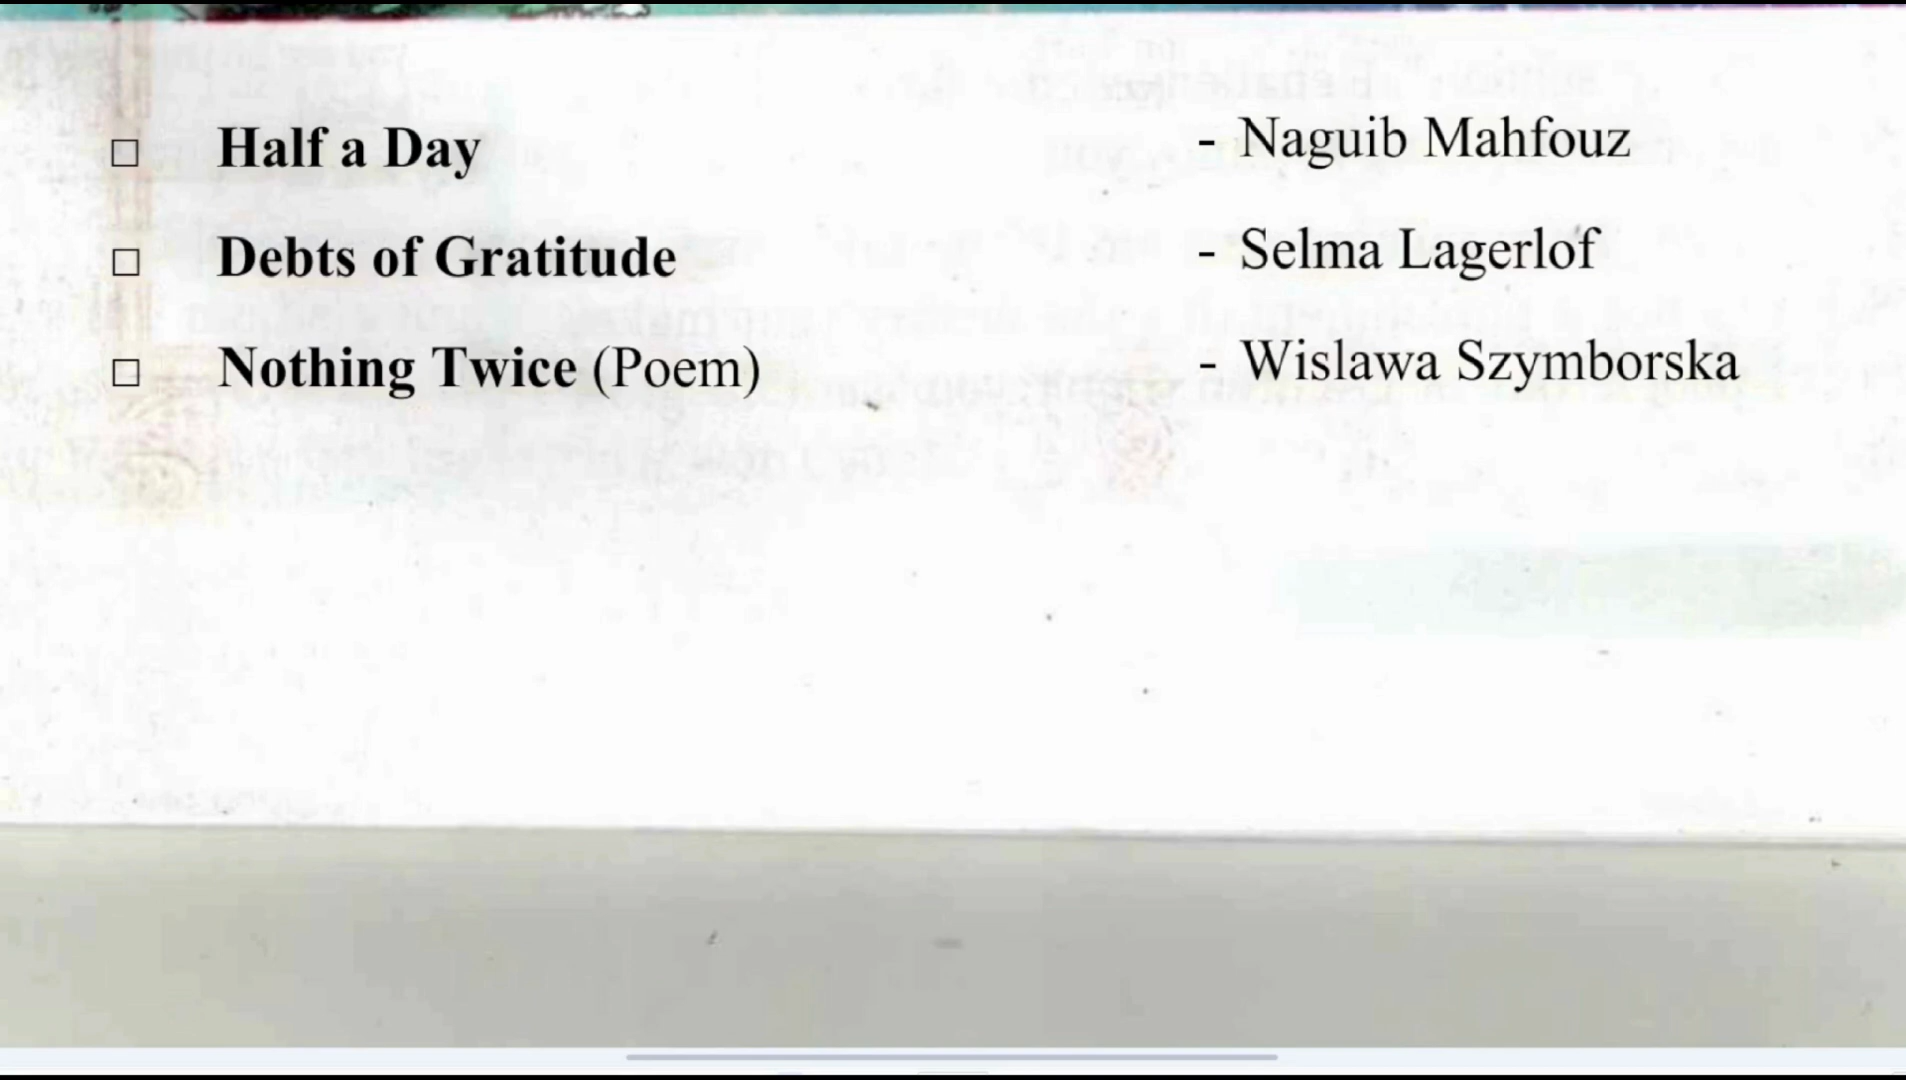 □ Half a Day - Naguib Mahfouz
□ Debts of Gratitude - Selma Lagerlof
□ Nothing Twice (Poem) - Wislawa Szymborska